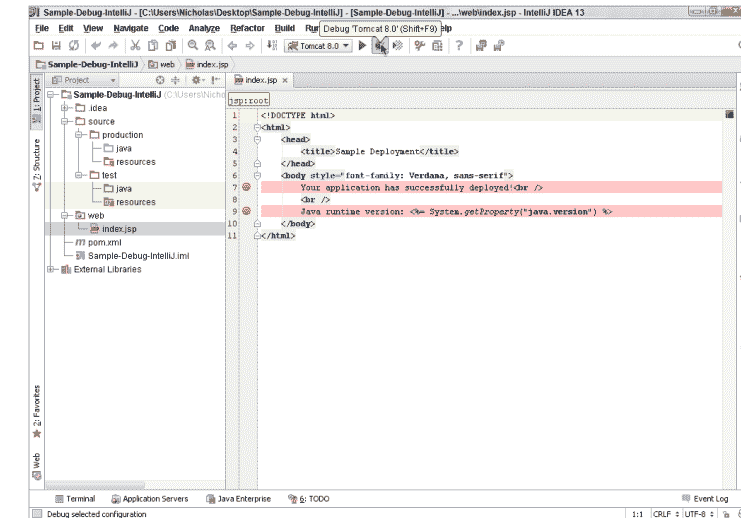 Sample-Debug-IntelliJ - [C:\Users\Nicholas\Desktop\Sample-Debug-IntelliJ] - [Sample-Debug-IntelliJ] - ...\web\index.jsp - IntelliJ IDEA 13
File Edit View Navigate Code Analyze Refactor Build Debug 'Tomcat 8.0' (Shift+F9)
Tomcat 8.0
Sample-Debug-IntelliJ web index.jsp
1: Project
Project
index.jsp
Sample-Debug-IntelliJ (C:\Users\Nicho
jsp:root
.idea
source
production
java
resources
test
java
resources
web
index.jsp
pom.xml
Sample-Debug-IntelliJ.iml
External Libraries
Z: Structure
2: Favorites
Web
1 <!DOCTYPE html>
2 <html>
3 <head>
4 <title>Sample Deployment</title>
5 </head>
6 <body style="font-family: Verdana, sans-serif">
7 Your application has successfully deployed!<br />
8 <br />
9 Java runtime version: <%= System.getProperty("java.version") %>
10 </body>
11 </html>
Terminal Application Servers Java Enterprise 6: TODO Event Log
Debug selected configuration 1:1 CRLF UTF-8